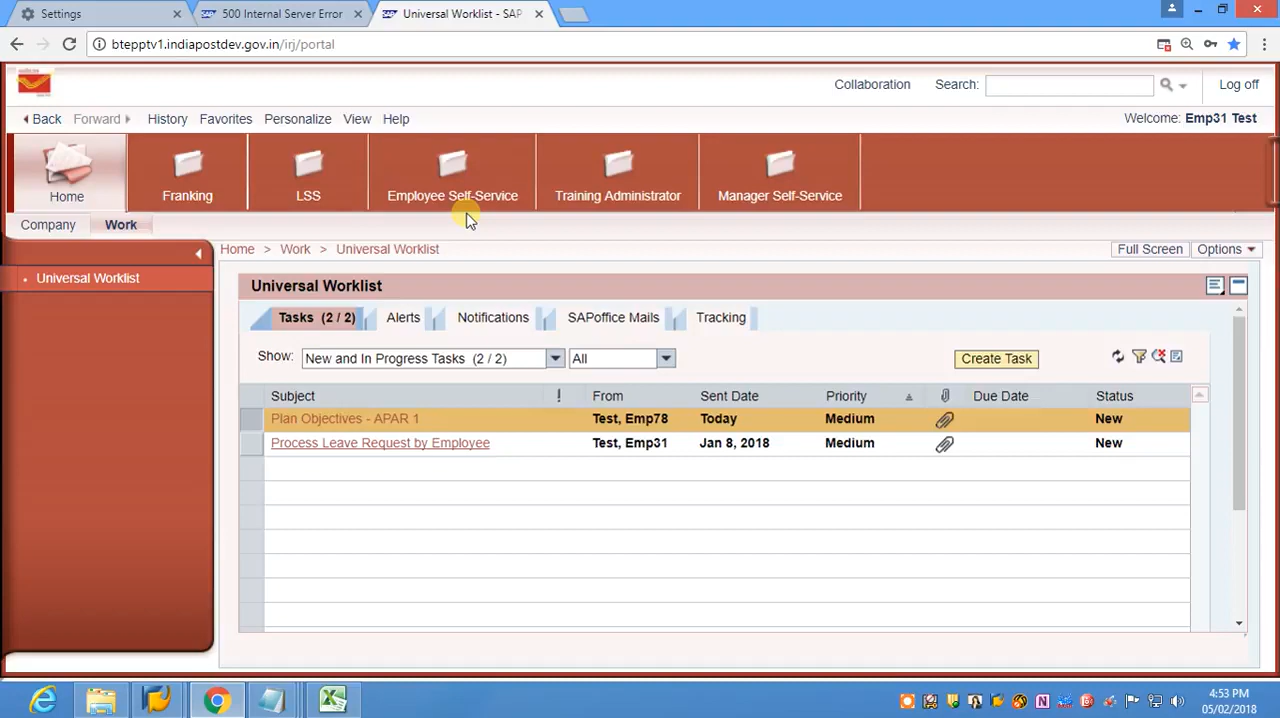 Settings
500 Internal Server Error
Universal Worklist - SAP
btepptv1.indiapostdev.gov.in/irj/portal
Collaboration Search: Log off
Back Forward History Favorites Personalize View Help
Welcome: Emp31 Test
Home Franking LSS Employee Self-Service Training Administrator Manager Self-Service
Company Work
Universal Worklist
Home > Work > Universal Worklist
Full Screen Options
Universal Worklist
Tasks (2 / 2) Alerts Notifications SAPoffice Mails Tracking
Show: New and In Progress Tasks (2 / 2) All Create Task
Subject ! From Sent Date Priority Due Date Status
Plan Objectives - APAR 1 Test, Emp78 Today Medium New
Process Leave Request by Employee Test, Emp31 Jan 8, 2018 Medium New
4:53 PM
05/02/2018